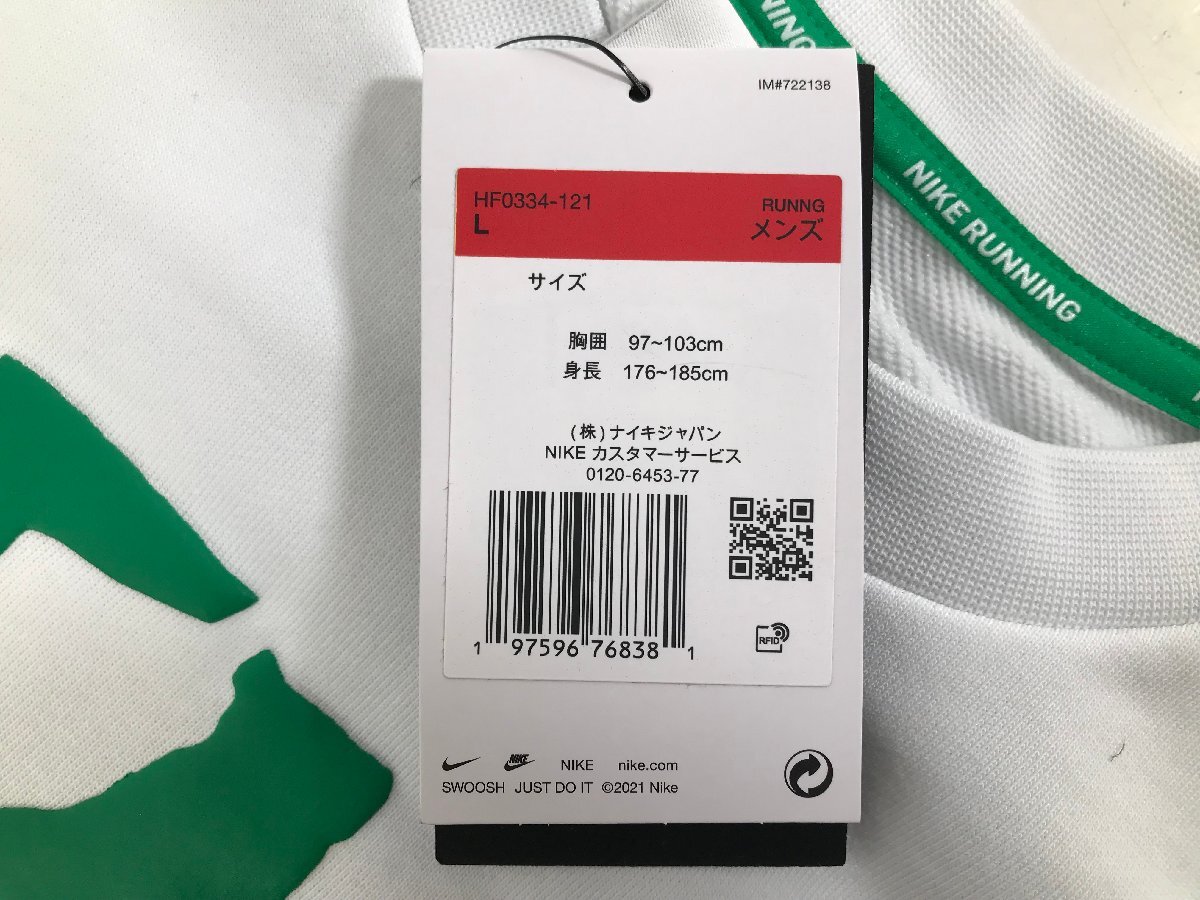 NING
NIKE RUNNING
IM#722138
HF0334-121
RUNNG
L
メンズ
サイズ
胸囲 97~103cm
身長 176~185cm
(株)ナイキジャパン
NIKE カスタマーサービス
0120-6453-77
1 97596 76838 1
RFID
NIKE
NIKE nike.com
SWOOSH JUST DO IT ©2021 Nike